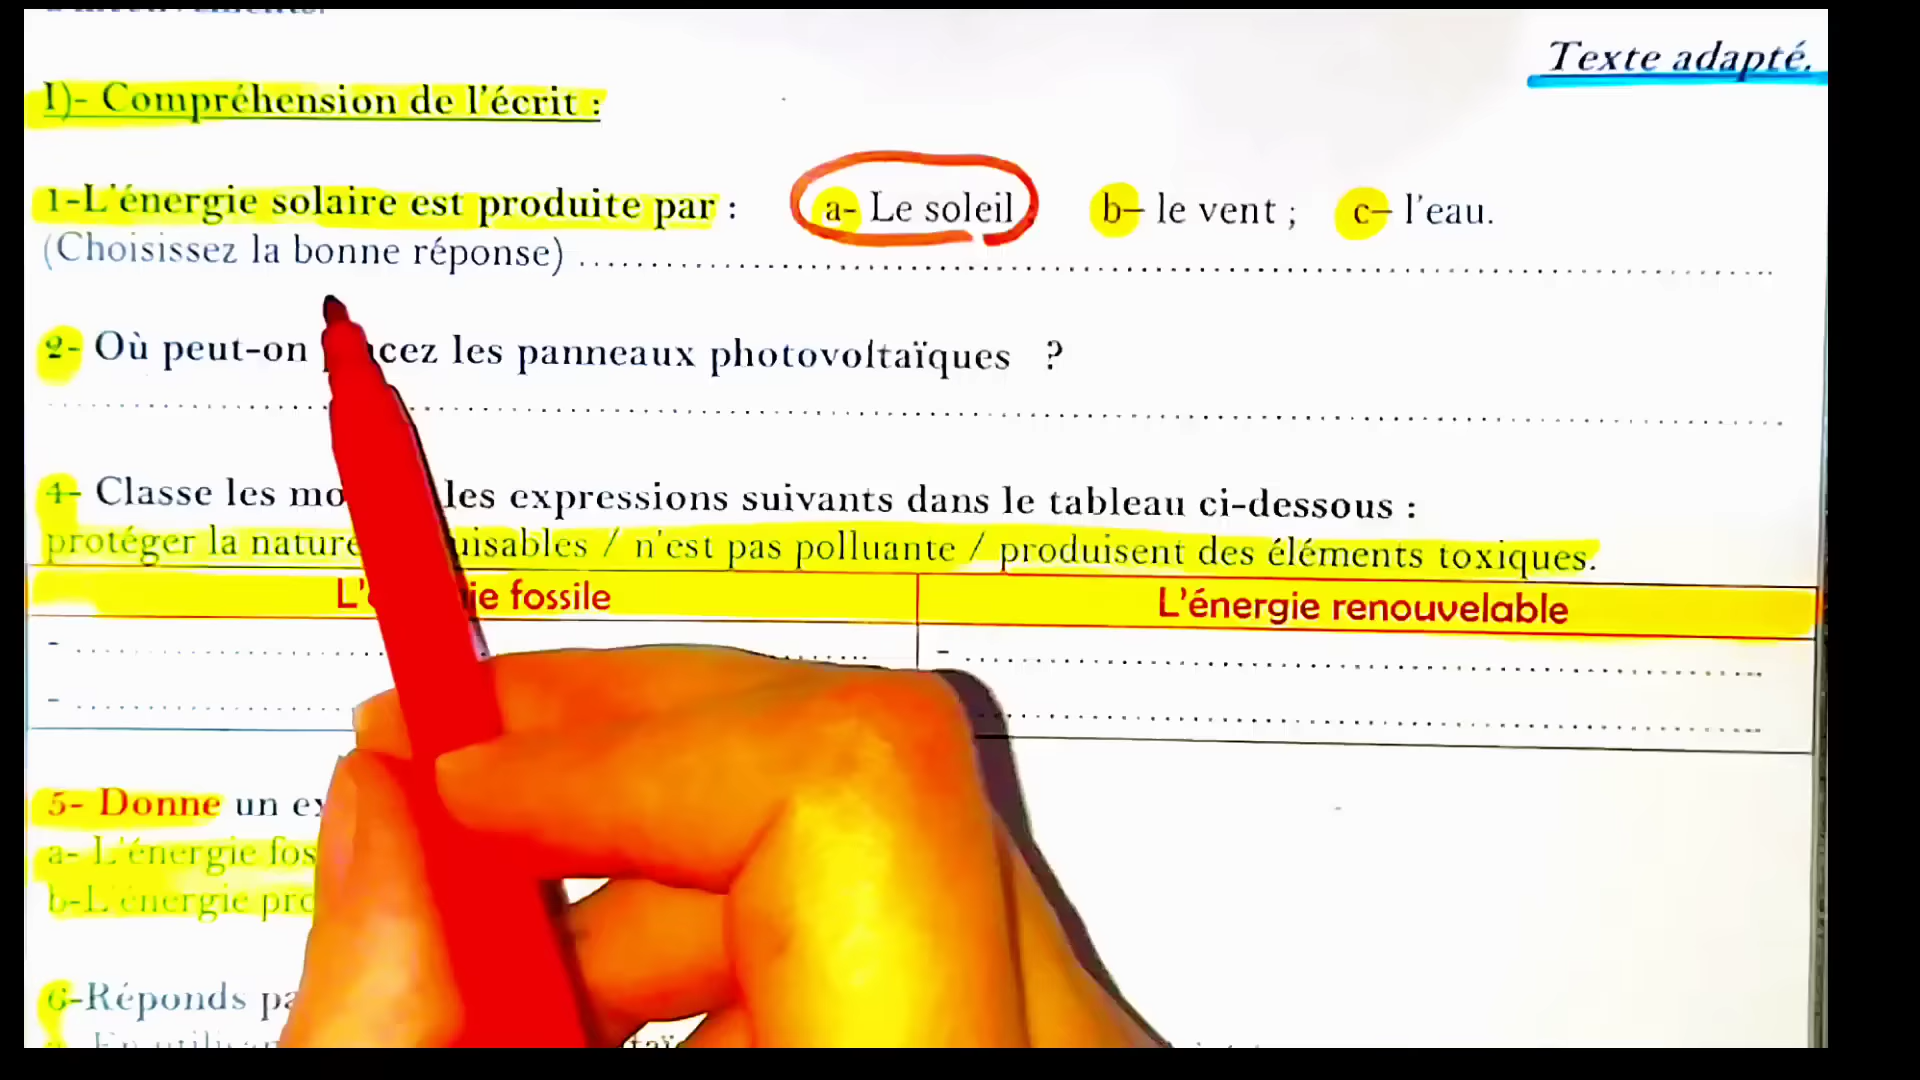 Texte adapté.
I)- Compréhension de l'écrit :
1-L'énergie solaire est produite par : a- Le soil ; b– le vent ; c– l'eau.
(Choisissez la bonne réponse) ........................................
2- Où peut-on cez les panneaux photovoltaïques ?
4- Classe les mo les expressions suivants dans le tableau ci-dessous :
protéger la nature uisables / n'est pas polluante / produisent des éléments toxiques.
L' ie fossile
L'énergie renouvelable
5- Donne un
a- L'énergie fos
b-L'énergie pro
6-Réponds pa